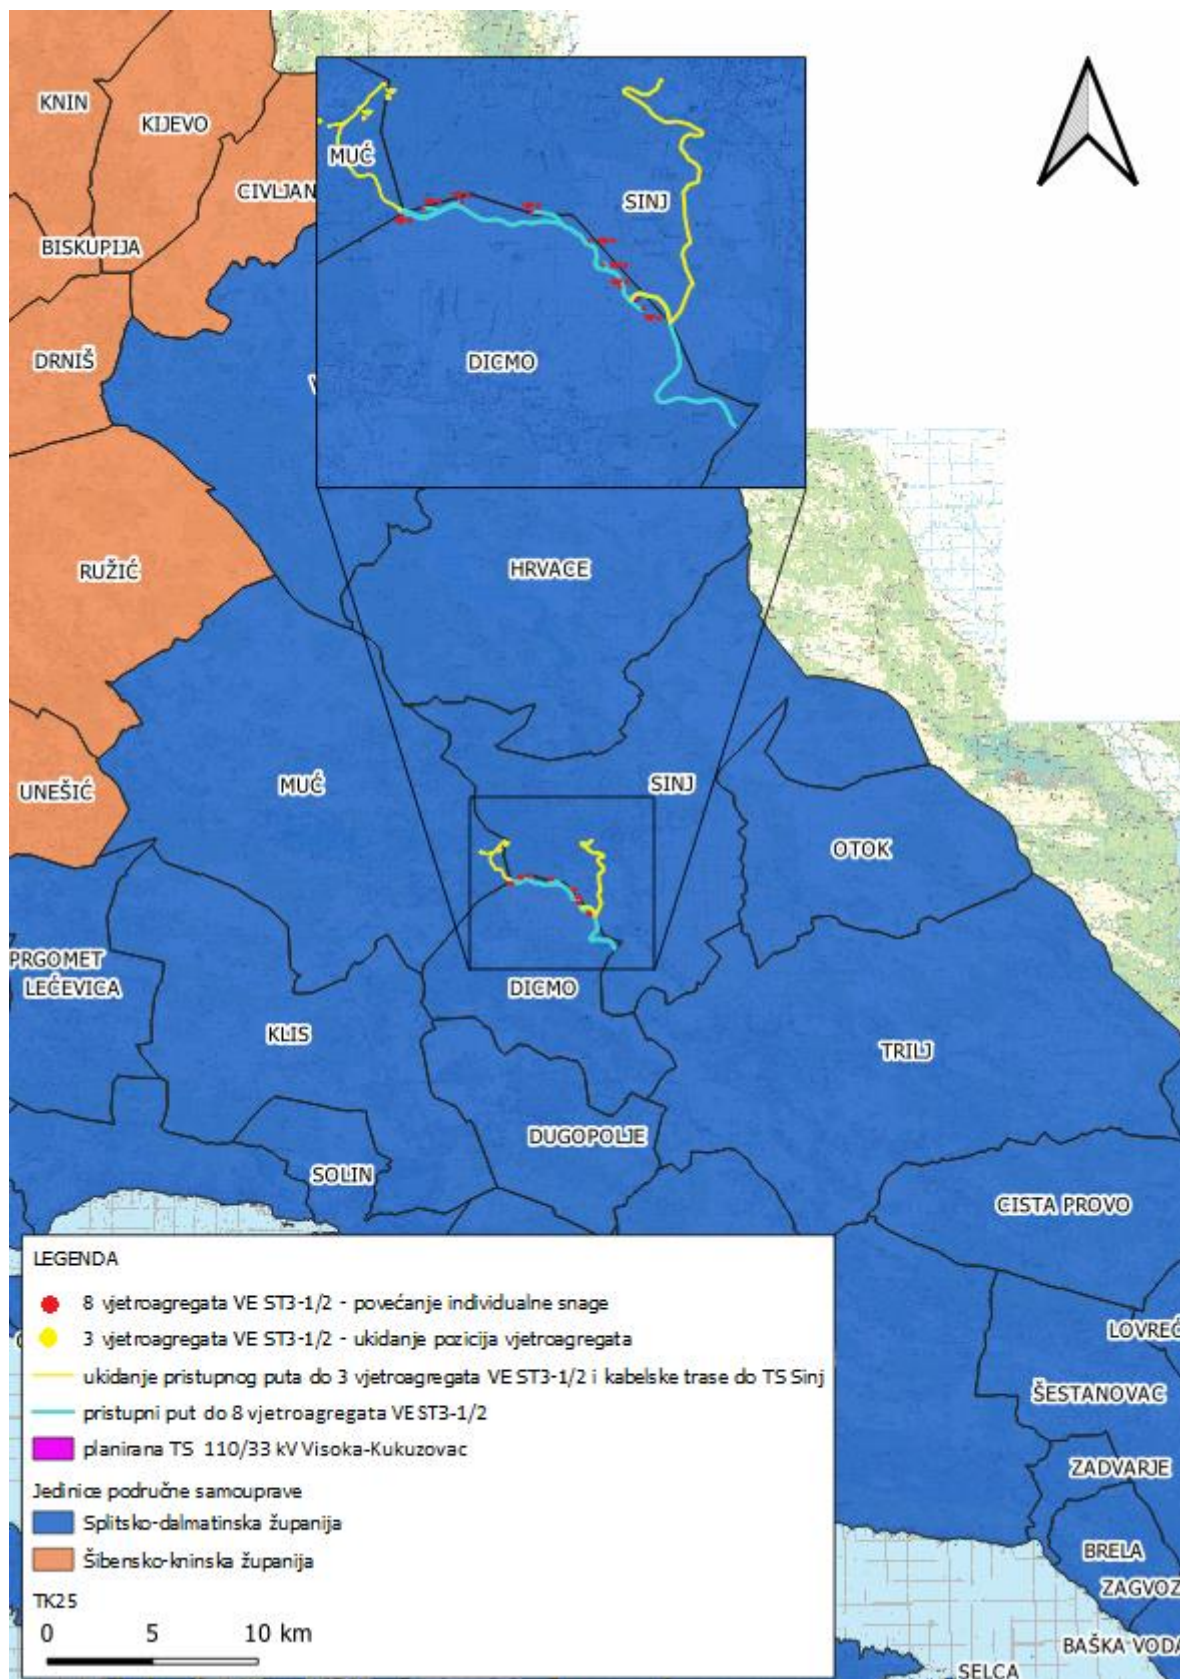 KNIN
KIJEVO
MUĆ
CIVLJAN
SINJ
BISKUPIJA
DRNIŠ
DICMO
HRVACE
RUŽIĆ
MUĆ
SINJ
UNEŠIĆ
OTOK
PRGOMET
LEĆEVICA
DICMO
KLIS
TRILJ
DUGOPOLJE
SOLIN
CISTA PROVO
LEGENDA
8 vjetroagregata VE ST3-1/2 - povećanje individualne snage
3 vjetroagregata VE ST3-1/2 - ukidanje pozicija vjetroagregata
ukidanje pristupnog puta do 3 vjetroagregata VE ST3-1/2 i kabelske trase do TS Sinj
pristupni put do 8 vjetroagregata VE ST3-1/2
planirana TS 110/33 kV Visoka-Kukuzovac
Jedinice područne samouprave
Splitsko-dalmatinska županija
Šibensko-kninska županija
TK25
0 5 10 km
LOVREĆ
ŠESTANOVAC
ZADVARJE
BRELA
ZAGVOZ
BAŠKA VODA
SELCA